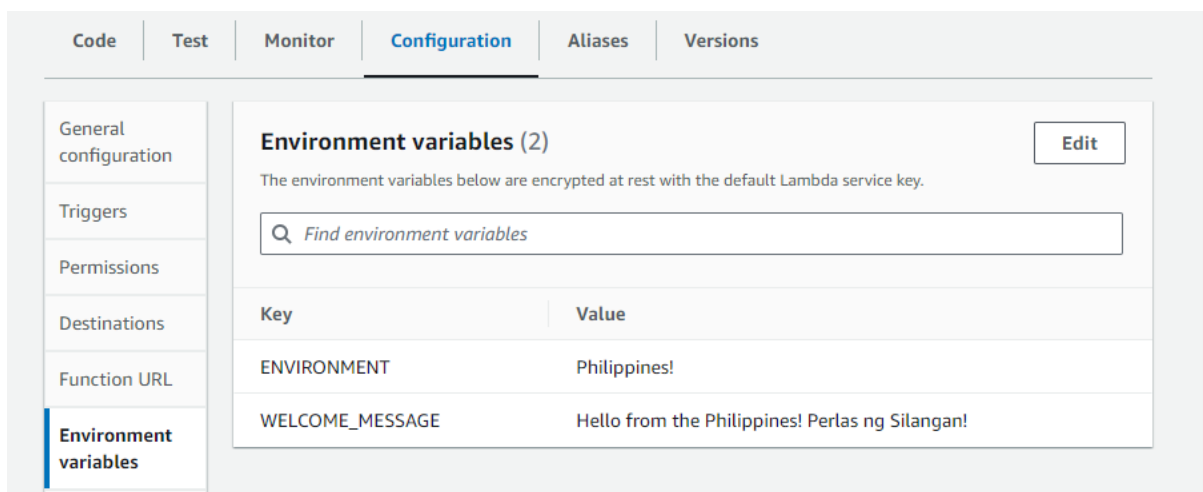 Code Test Monitor Configuration Aliases Versions
General
configuration
Triggers
Permissions
Destinations
Function URL
Environment
variables
Environment variables (2)
Edit
The environment variables below are encrypted at rest with the default Lambda service key.
Find environment variables
Key Value
ENVIRONMENT Philippines!
WELCOME_MESSAGE Hello from the Philippines! Perlas ng Silangan!